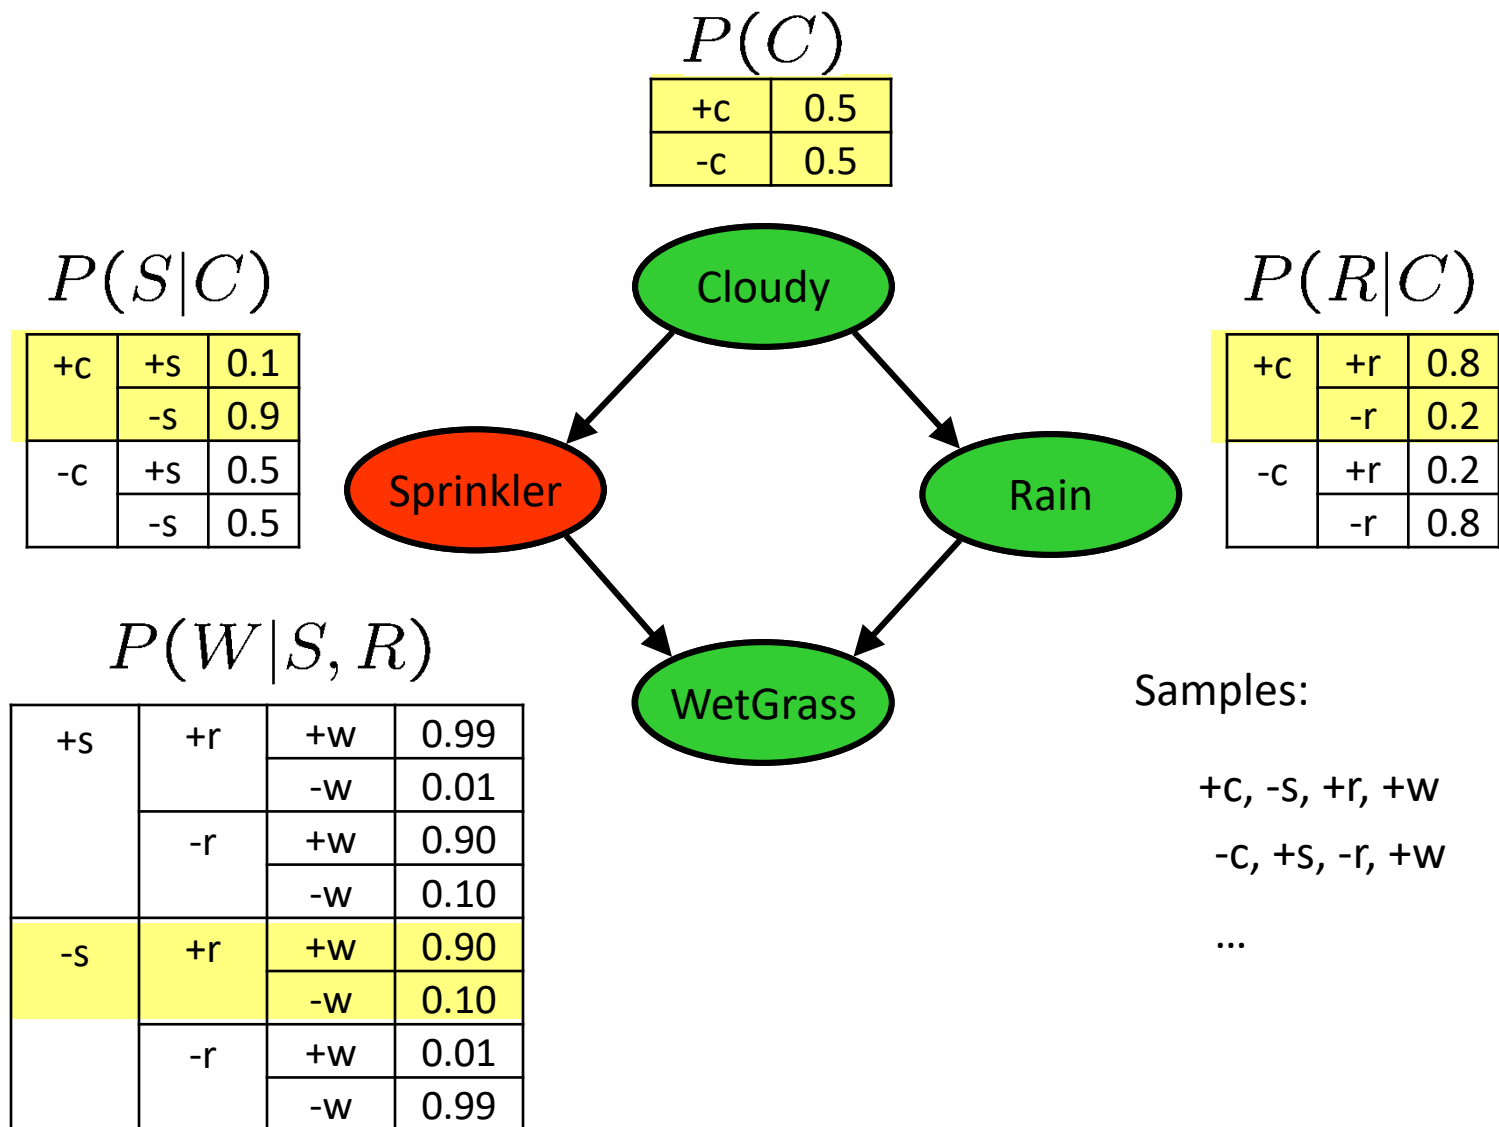 P(C)
+c 0.5
-c 0.5
P(S|C)
+c +s 0.1
-s 0.9
-c +s 0.5
-s 0.5
Cloudy
P(R|C)
+c +r 0.8
-r 0.2
-c +r 0.2
-r 0.8
Sprinkler
Rain
P(W|S, R)
+s +r +w 0.99
-w 0.01
-r +w 0.90
-w 0.10
-s +r +w 0.90
-w 0.10
-r +w 0.01
-w 0.99
WetGrass
Samples:
+c, -s, +r, +w
-c, +s, -r, +w
...